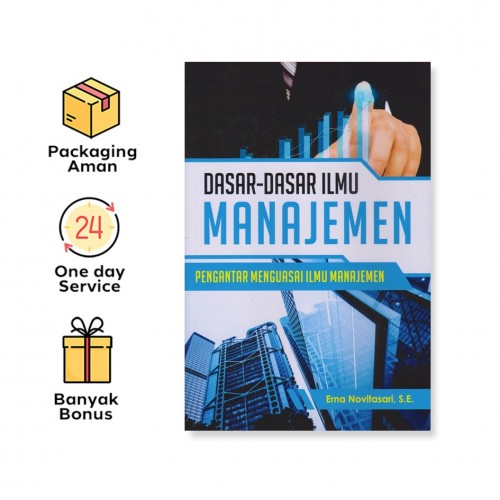 Packaging
Aman
24
One day
Service
Banyak
Bonus
DASAR-DASAR ILMU
MANAJEMEN
PENGANTAR MENGUASAI ILMU MANAJEMEN
Erna Novitasari, S.E.